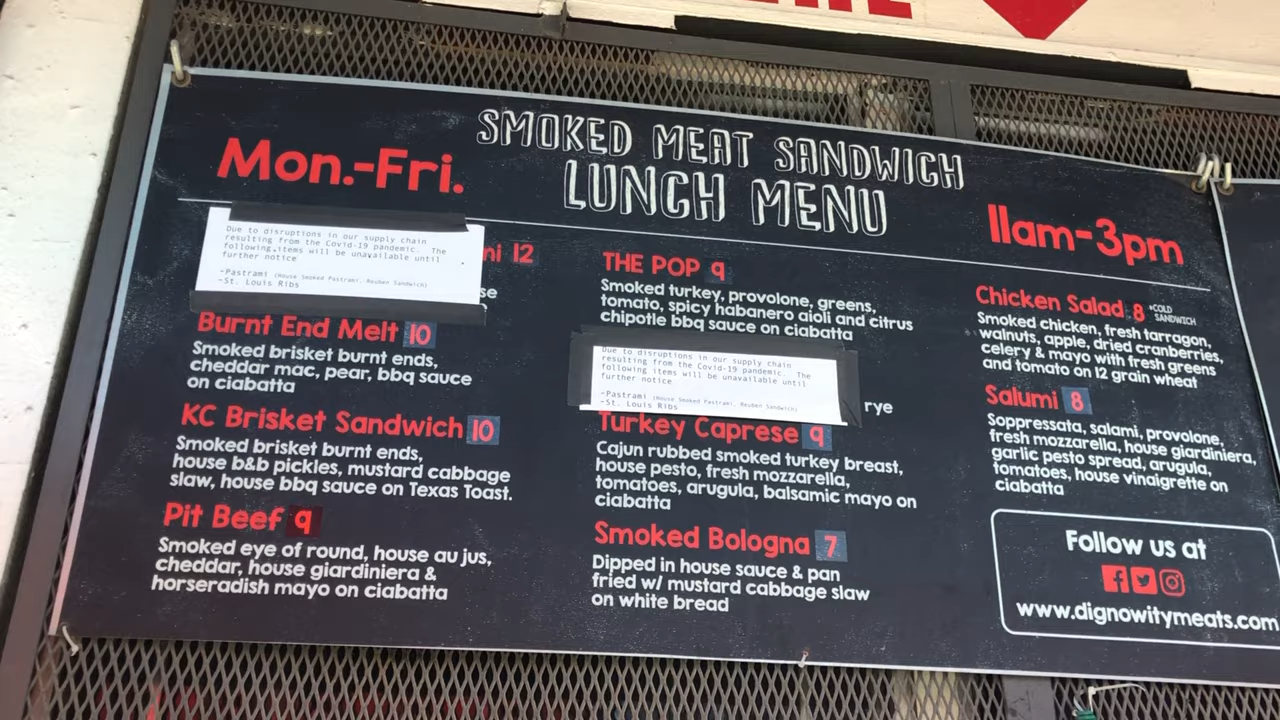 SMOKED MEAT SANDWICH
LUNCH MENU
Mon.-Fri.
11am-3pm
Due to disruptions in our supply chain
resulting from the Covid-19 pandemic. The
following items will be unavailable until
further notice
-Pastrami (House Smoked Pastrami, Reuben Sandwich)
-St. Louis Ribs
12
Burnt End Melt 10
Smoked brisket burnt ends,
cheddar mac, pear, bbq sauce
on ciabatta
KC Brisket Sandwich 10
Smoked brisket burnt ends,
house b&b pickles, mustard cabbage
slaw, house bbq sauce on Texas Toast.
Pit Beef 9
Smoked eye of round, house au jus,
cheddar, house giardiniera &
horseradish mayo on ciabatta
THE POP 9
Smoked turkey, provolone, greens,
tomato, spicy habanero aioli and citrus
chipotle bbq sauce on ciabatta
Due to disruptions in our supply chain
resulting from the Covid-19 pandemic. The
following items will be unavailable until
further notice
-Pastrami (House Smoked Pastrami, Reuben Sandwich)
-St. Louis Ribs
rye
Turkey Caprese 9
Cajun rubbed smoked turkey breast,
house pesto, fresh mozzarella,
tomatoes, arugula, balsamic mayo on
ciabatta
Smoked Bologna 7
Dipped in house sauce & pan
fried w/ mustard cabbage slaw
on white bread
Chicken Salad 8 *COLD SANDWICH
Smoked chicken, fresh tarragon,
walnuts, apple, dried cranberries,
celery & mayo with fresh greens
and tomato on 12 grain wheat
Salumi 8
Soppressata, salami, provolone,
fresh mozzarella, house giardiniera,
garlic pesto spread, arugula,
tomatoes, house vinaigrette on
ciabatta
Follow us at
www.dignowitymeats.com